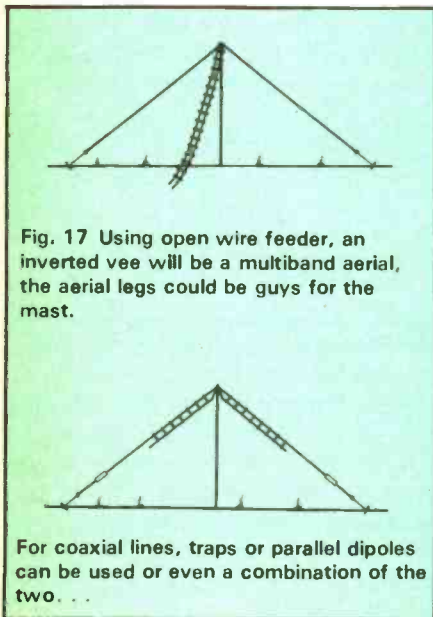 Fig. 17 Using open wire feeder, an
inverted vee will be a multiband aerial,
the aerial legs could be guys for the
mast.
For coaxial lines, traps or parallel dipoles
can be used or even a combination of the
two. . .